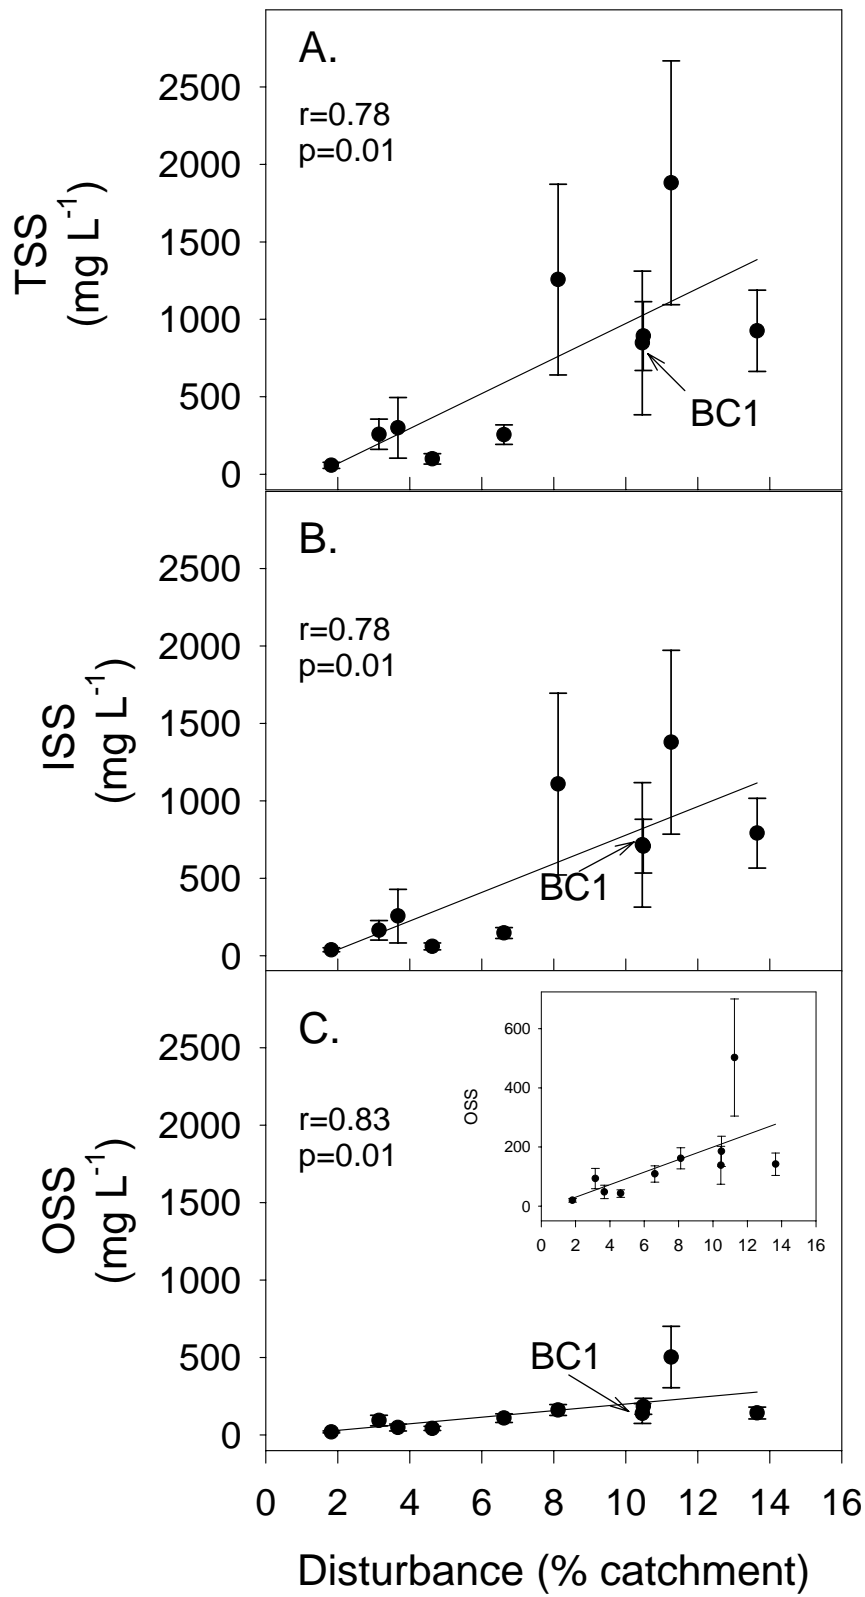 A.
r=0.78
p=0.01
TSS
(mg L⁻¹)
2500
2000
1500
1000
500
0
BC1
B.
r=0.78
p=0.01
ISS
(mg L⁻¹)
2500
2000
1500
1000
500
0
BC1
C.
r=0.83
p=0.01
OSS
(mg L⁻¹)
2500
2000
1500
1000
500
0
BC1
OSS
600
400
200
0
0 2 4 6 8 10 12 14 16
0 2 4 6 8 10 12 14 16
Disturbance (% catchment)